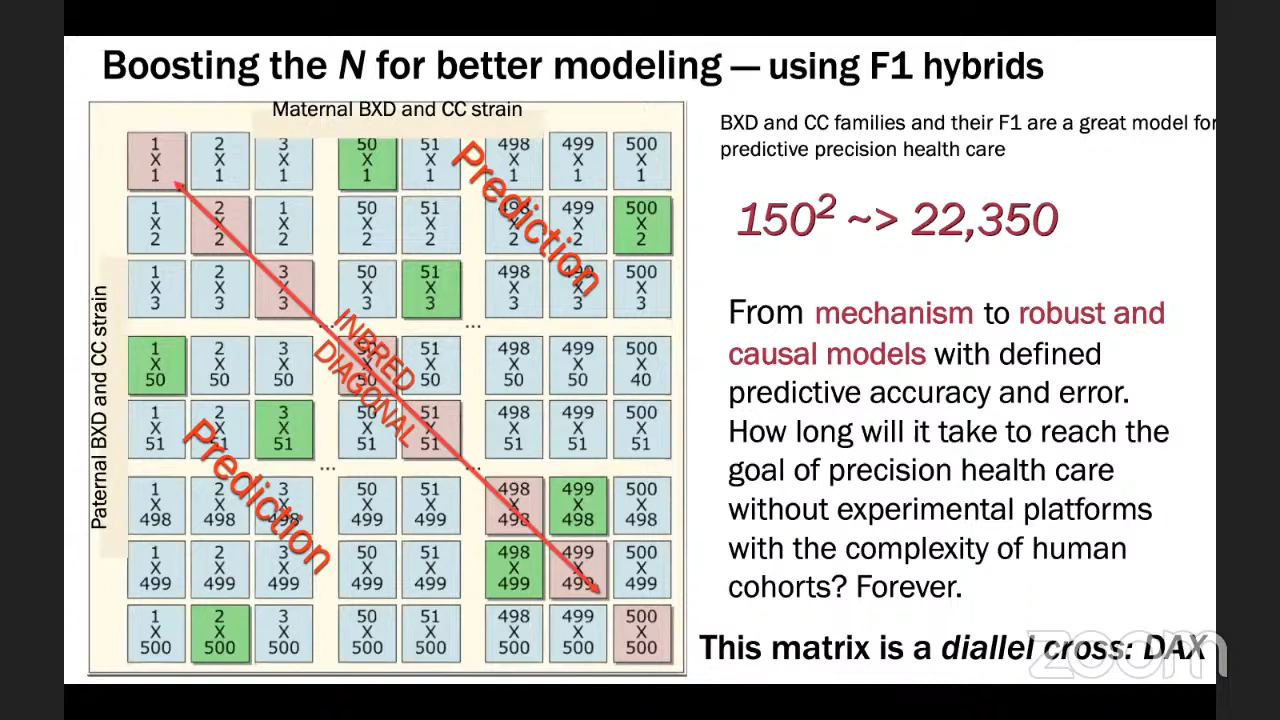 Boosting the N for better modeling — using F1 hybrids
Maternal BXD and CC strain
Paternal BXD and CC strain
1 X 1 2 X 1 3 X 1 50 X 1 51 X 1 498 X 1 499 X 1 500 X 1
1 X 2 2 X 2 1 X 2 50 X 2 51 X 2 498 X 2 499 X 2 500 X 2
1 X 3 2 X 3 3 X 3 50 X 3 51 X 3 498 X 3 499 X 3 500 X 3
... ...
1 X 50 2 X 50 3 X 50 50 X 50 51 X 50 498 X 50 499 X 50 500 X 40
1 X 51 2 X 51 3 X 51 50 X 51 51 X 51 498 X 51 499 X 51 500 X 51
... ...
1 X 498 2 X 498 3 X 498 50 X 499 51 X 499 498 X 498 499 X 498 500 X 498
1 X 499 2 X 499 3 X 499 50 X 499 51 X 499 498 X 499 499 X 499 500 X 499
1 X 500 2 X 500 3 X 500 50 X 500 51 X 500 498 X 500 499 X 500 500 X 500
Prediction
INBRED
DIAGONAL
Prediction
BXD and CC families and their F1 are a great model for
predictive precision health care
150² ~> 22,350
From mechanism to robust and
causal models with defined
predictive accuracy and error.
How long will it take to reach the
goal of precision health care
without experimental platforms
with the complexity of human
cohorts? Forever.
This matrix is a diallel cross: DAX
zoom